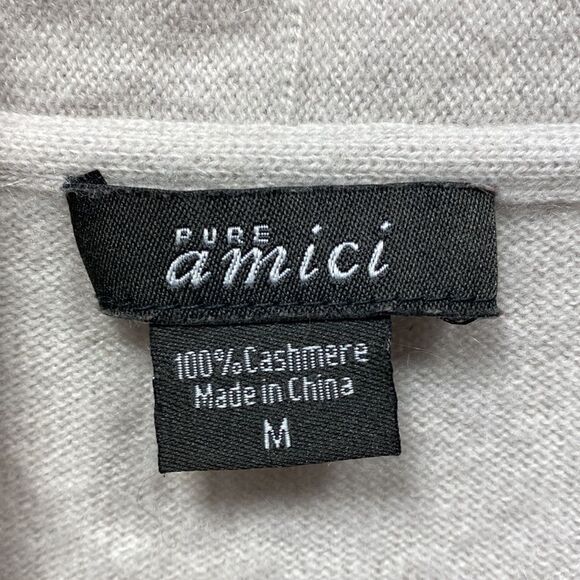 PURE
amici
100% Cashmere
Made in China
M